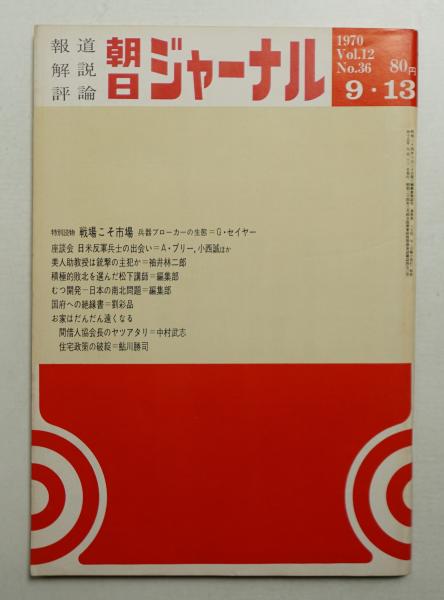 報道
解説
評論
朝日ジャーナル
1970
Vol.12
No.36
80円
9・13
特別読物 戦場こそ市場 兵器ブローカーの生態=G・セイヤー
座談会 日米反軍兵士の出会い=A・ブリー,小西誠ほか
美人助教授は銃撃の主犯か=袖井林二郎
積極的敗北を選んだ松下講師=編集部
むつ開発―日本の南北問題=編集部
国府への絶縁書=劉彩品
お家はだんだん遠くなる
間借人協会長のヤツアタリ=中村武志
住宅政策の破綻=鮎川勝司